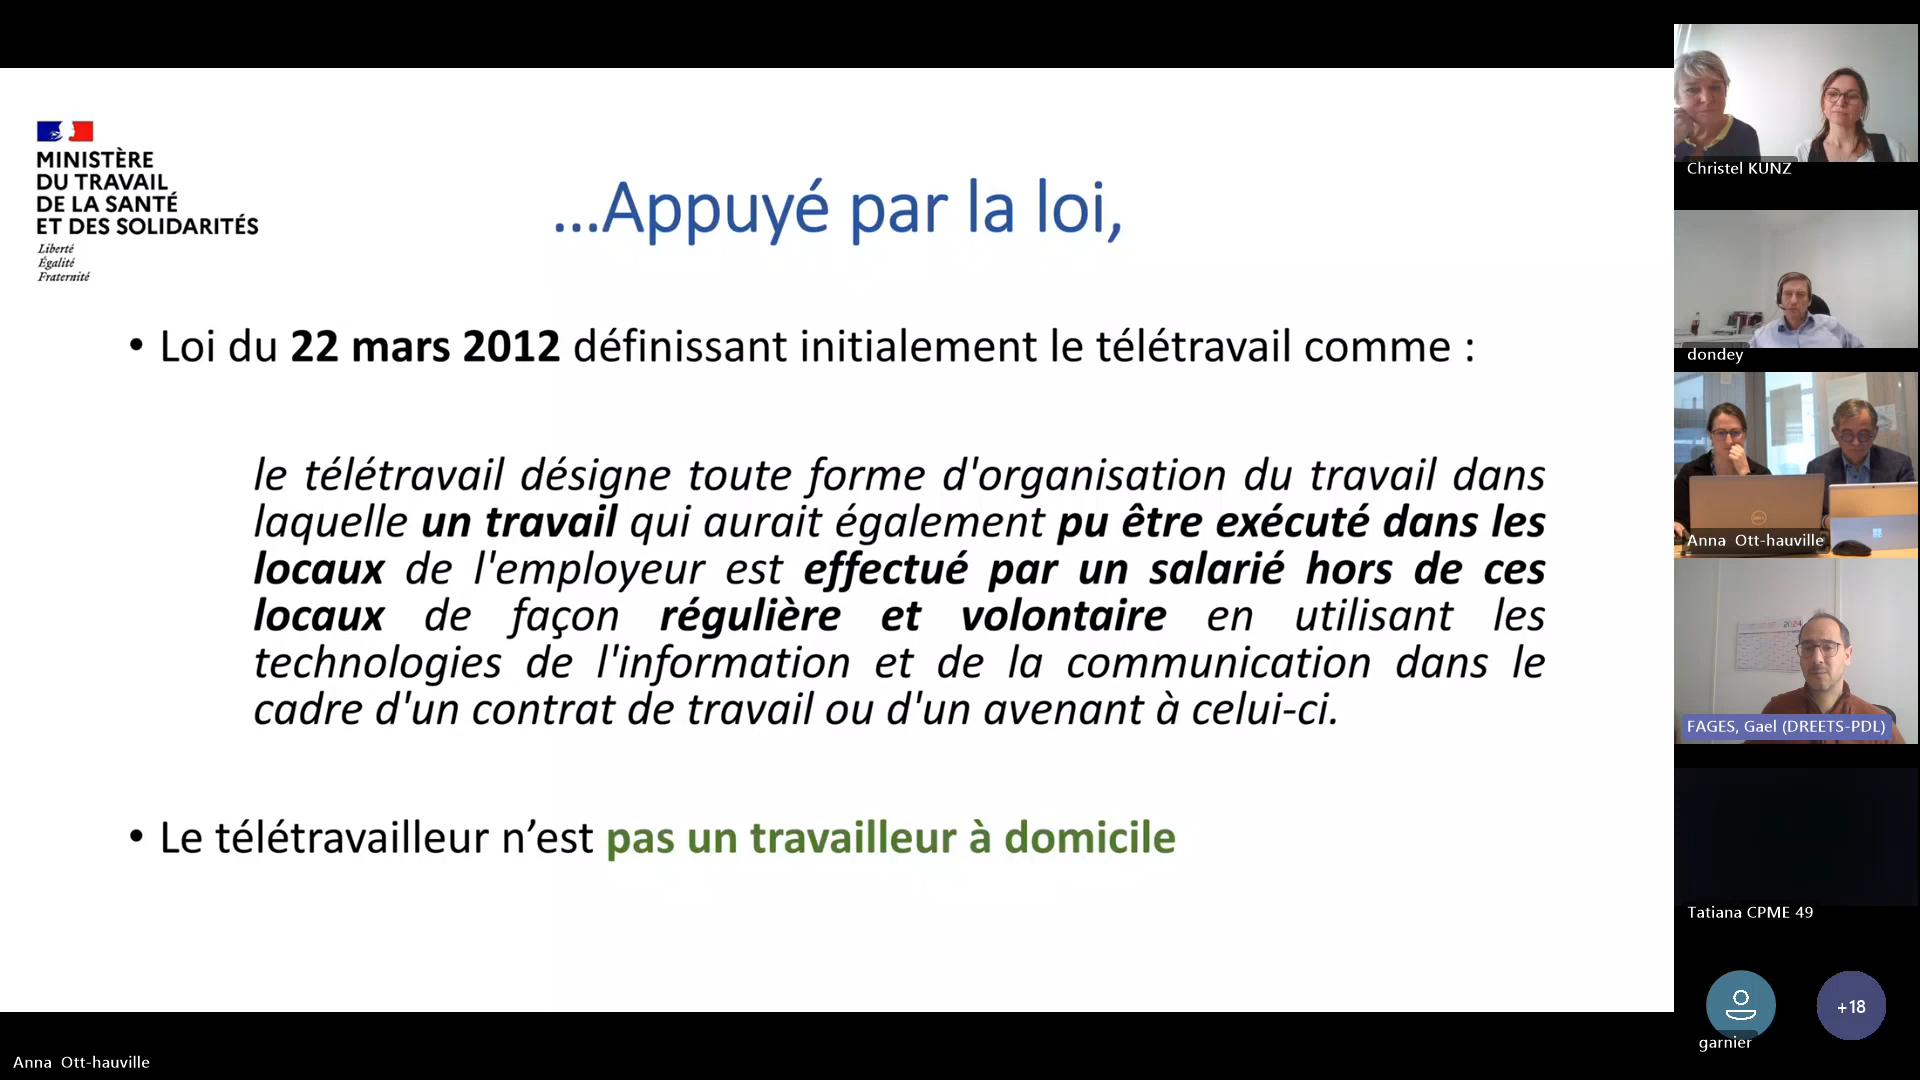 MINISTÈRE
DU TRAVAIL
DE LA SANTÉ
ET DES SOLIDARITÉS
Liberté
Égalité
Fraternité
...Appuyé par la loi,
• Loi du 22 mars 2012 définissant initialement le télétravail comme :
le télétravail désigne toute forme d'organisation du travail dans
laquelle un travail qui aurait également pu être exécuté dans les
locaux de l'employeur est effectué par un salarié hors de ces
locaux de façon régulière et volontaire en utilisant les
technologies de l'information et de la communication dans le
cadre d'un contrat de travail ou d'un avenant à celui-ci.
• Le télétravailleur n’est pas un travailleur à domicile
Christel KUNZ
dondey
Anna Ott-hauville
2024
FAGES, Gael (DREETS-PDL)
Tatiana CPME 49
garnier
+18
Anna Ott-hauville